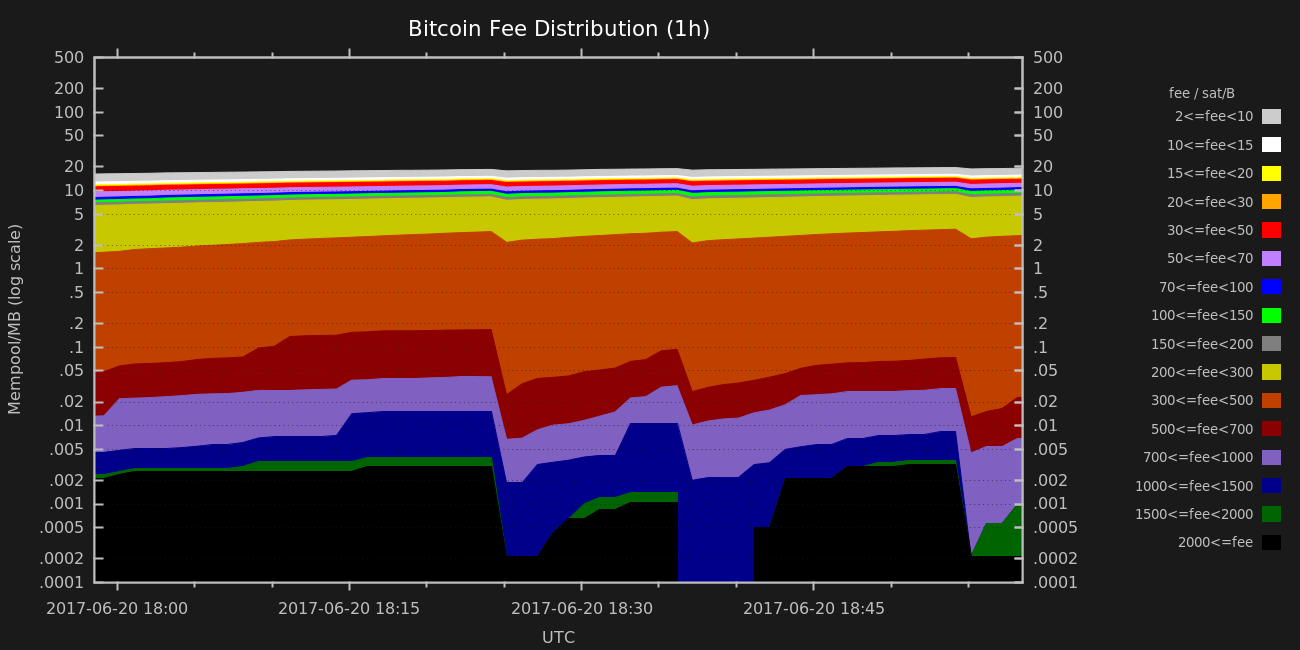 Bitcoin Fee Distribution (1h)
500 500
200 200
100 100
50 50
20 20
10 10
5 5
2 2
1 1
.5 .5
.2 .2
.1 .1
.05 .05
.02 .02
.01 .01
.005 .005
.002 .002
.001 .001
.0005 .0005
.0002 .0002
.0001 .0001
Mempool/MB (log scale)
2017-06-20 18:00 2017-06-20 18:15 2017-06-20 18:30 2017-06-20 18:45
UTC
fee / sat/B
2<=fee<10
10<=fee<15
15<=fee<20
20<=fee<30
30<=fee<50
50<=fee<70
70<=fee<100
100<=fee<150
150<=fee<200
200<=fee<300
300<=fee<500
500<=fee<700
700<=fee<1000
1000<=fee<1500
1500<=fee<2000
2000<=fee